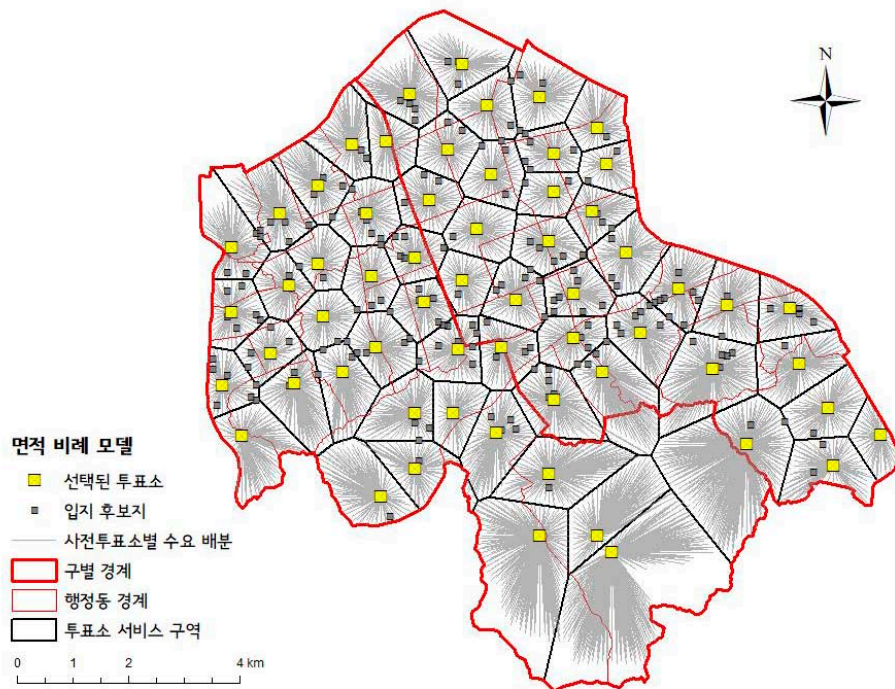 N
면적 비례 모델
선택된 투표소
입지 후보지
사전투표소별 수요 배분
구별 경계
행정동 경계
투표소 서비스 구역
0 1 2 4 km